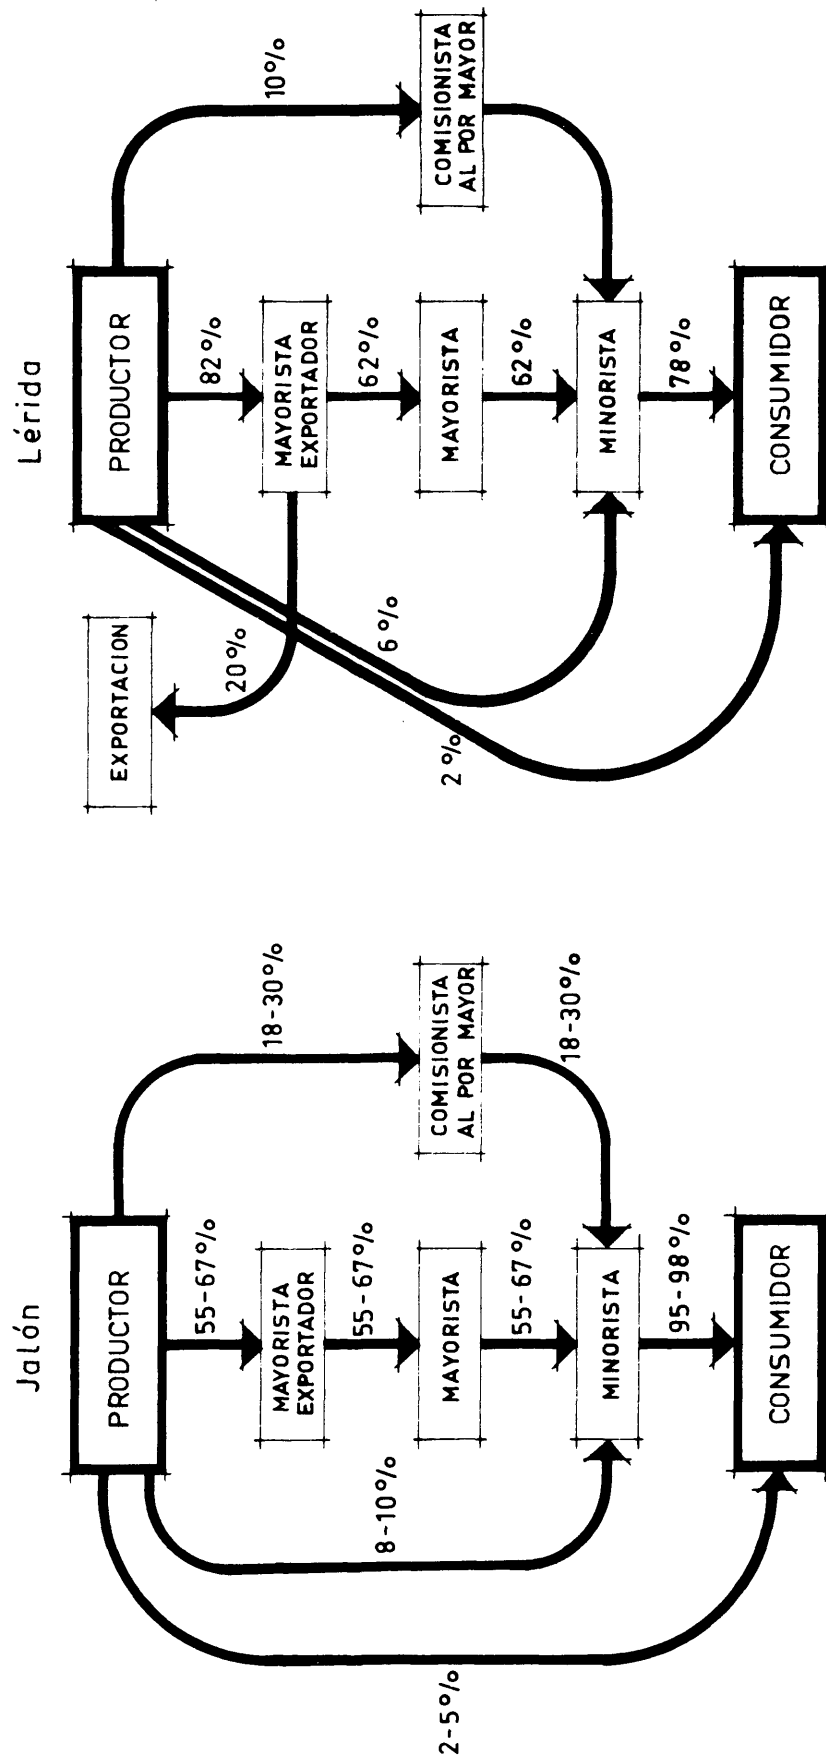 Jalón
PRODUCTOR
55-67%
MAYORISTA
EXPORTADOR
55-67%
MAYORISTA
55-67%
MINORISTA
95-98%
CONSUMIDOR
18-30%
COMISIONISTA
AL POR MAYOR
18-30%
8-10%
2-5%
Lérida
PRODUCTOR
82%
MAYORISTA
EXPORTADOR
62%
MAYORISTA
62%
MINORISTA
78%
CONSUMIDOR
10%
COMISIONISTA
AL POR MAYOR
EXPORTACION
20%
6%
2%